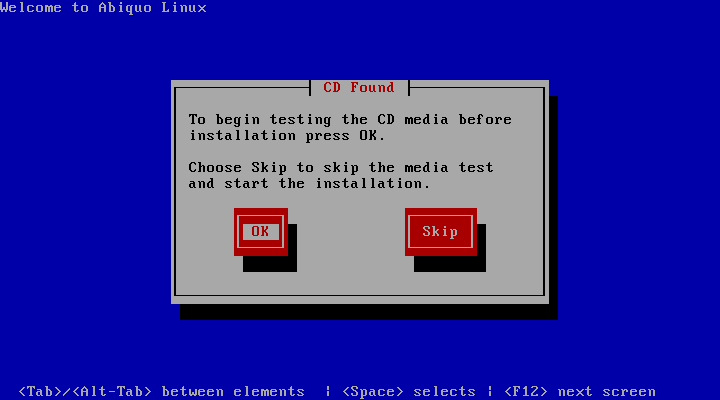 Welcome to Abiquo Linux
CD Found
To begin testing the CD media before
installation press OK.
Choose Skip to skip the media test
and start the installation.
OK Skip
<Tab>/<Alt-Tab> between elements | <Space> selects | <F12> next screen